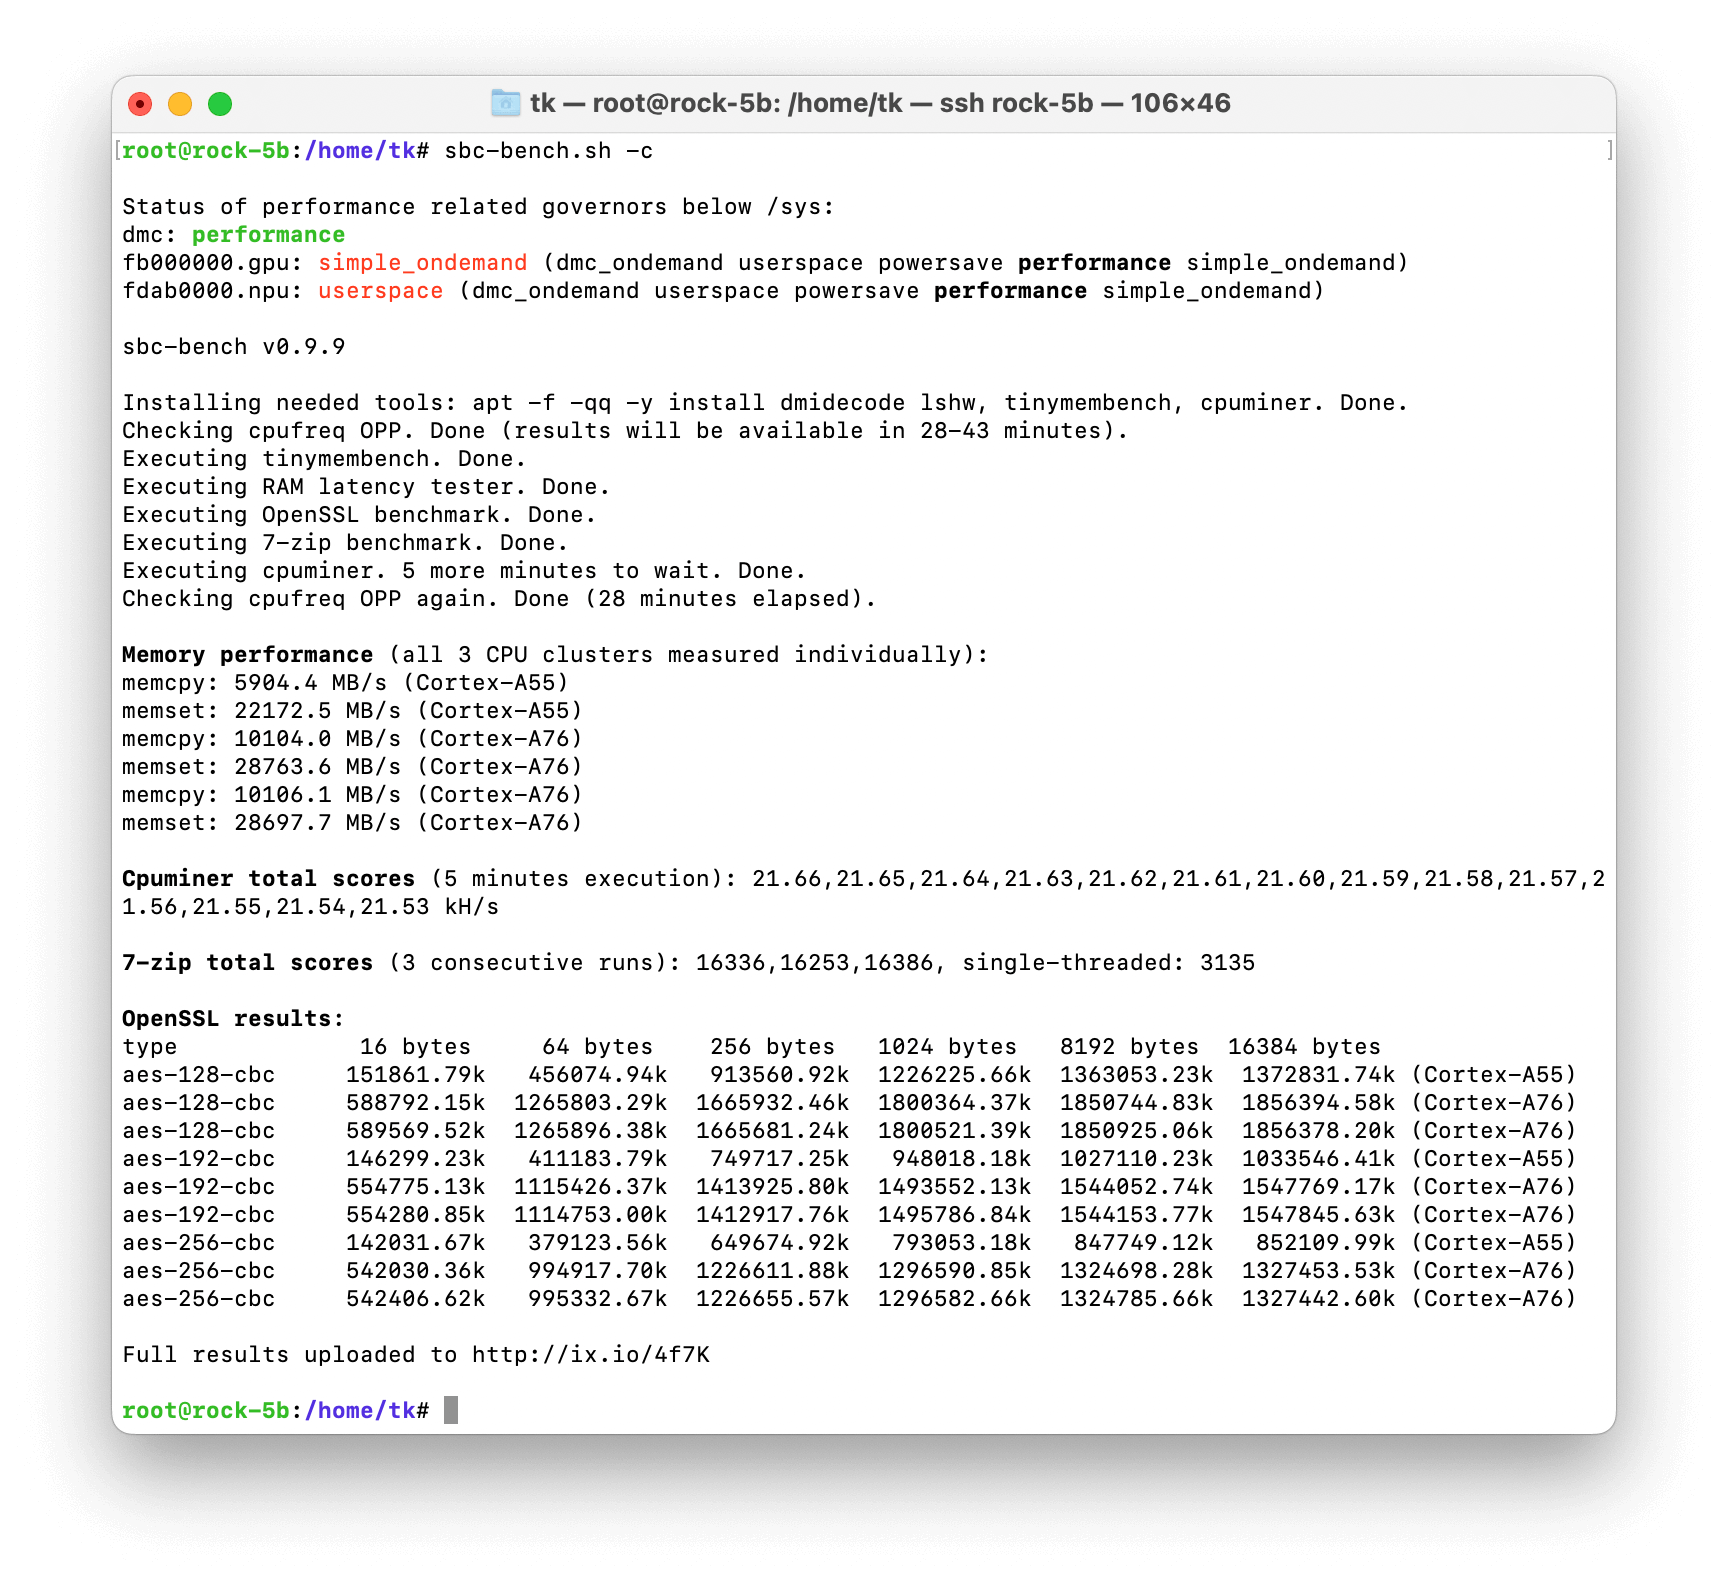 tk — root@rock-5b: /home/tk — ssh rock-5b — 106×46
[root@rock-5b:/home/tk# sbc-bench.sh -c ]
Status of performance related governors below /sys:
dmc: performance
fb000000.gpu: simple_ondemand (dmc_ondemand userspace powersave performance simple_ondemand)
fdab0000.npu: userspace (dmc_ondemand userspace powersave performance simple_ondemand)
sbc-bench v0.9.9
Installing needed tools: apt -f -qq -y install dmidecode lshw, tinymembench, cpuminer. Done.
Checking cpufreq OPP. Done (results will be available in 28-43 minutes).
Executing tinymembench. Done.
Executing RAM latency tester. Done.
Executing OpenSSL benchmark. Done.
Executing 7-zip benchmark. Done.
Executing cpuminer. 5 more minutes to wait. Done.
Checking cpufreq OPP again. Done (28 minutes elapsed).
Memory performance (all 3 CPU clusters measured individually):
memcpy: 5904.4 MB/s (Cortex-A55)
memset: 22172.5 MB/s (Cortex-A55)
memcpy: 10104.0 MB/s (Cortex-A76)
memset: 28763.6 MB/s (Cortex-A76)
memcpy: 10106.1 MB/s (Cortex-A76)
memset: 28697.7 MB/s (Cortex-A76)
Cpuminer total scores (5 minutes execution): 21.66,21.65,21.64,21.63,21.62,21.61,21.60,21.59,21.58,21.57,2
1.56,21.55,21.54,21.53 kH/s
7-zip total scores (3 consecutive runs): 16336,16253,16386, single-threaded: 3135
OpenSSL results:
type 16 bytes 64 bytes 256 bytes 1024 bytes 8192 bytes 16384 bytes
aes-128-cbc 151861.79k 456074.94k 913560.92k 1226225.66k 1363053.23k 1372831.74k (Cortex-A55)
aes-128-cbc 588792.15k 1265803.29k 1665932.46k 1800364.37k 1850744.83k 1856394.58k (Cortex-A76)
aes-128-cbc 589569.52k 1265896.38k 1665681.24k 1800521.39k 1850925.06k 1856378.20k (Cortex-A76)
aes-192-cbc 146299.23k 411183.79k 749717.25k 948018.18k 1027110.23k 1033546.41k (Cortex-A55)
aes-192-cbc 554775.13k 1115426.37k 1413925.80k 1493552.13k 1544052.74k 1547769.17k (Cortex-A76)
aes-192-cbc 554280.85k 1114753.00k 1412917.76k 1495786.84k 1544153.77k 1547845.63k (Cortex-A76)
aes-256-cbc 142031.67k 379123.56k 649674.92k 793053.18k 847749.12k 852109.99k (Cortex-A55)
aes-256-cbc 542030.36k 994917.70k 1226611.88k 1296590.85k 1324698.28k 1327453.53k (Cortex-A76)
aes-256-cbc 542406.62k 995332.67k 1226655.57k 1296582.66k 1324785.66k 1327442.60k (Cortex-A76)
Full results uploaded to http://ix.io/4f7K
root@rock-5b:/home/tk#